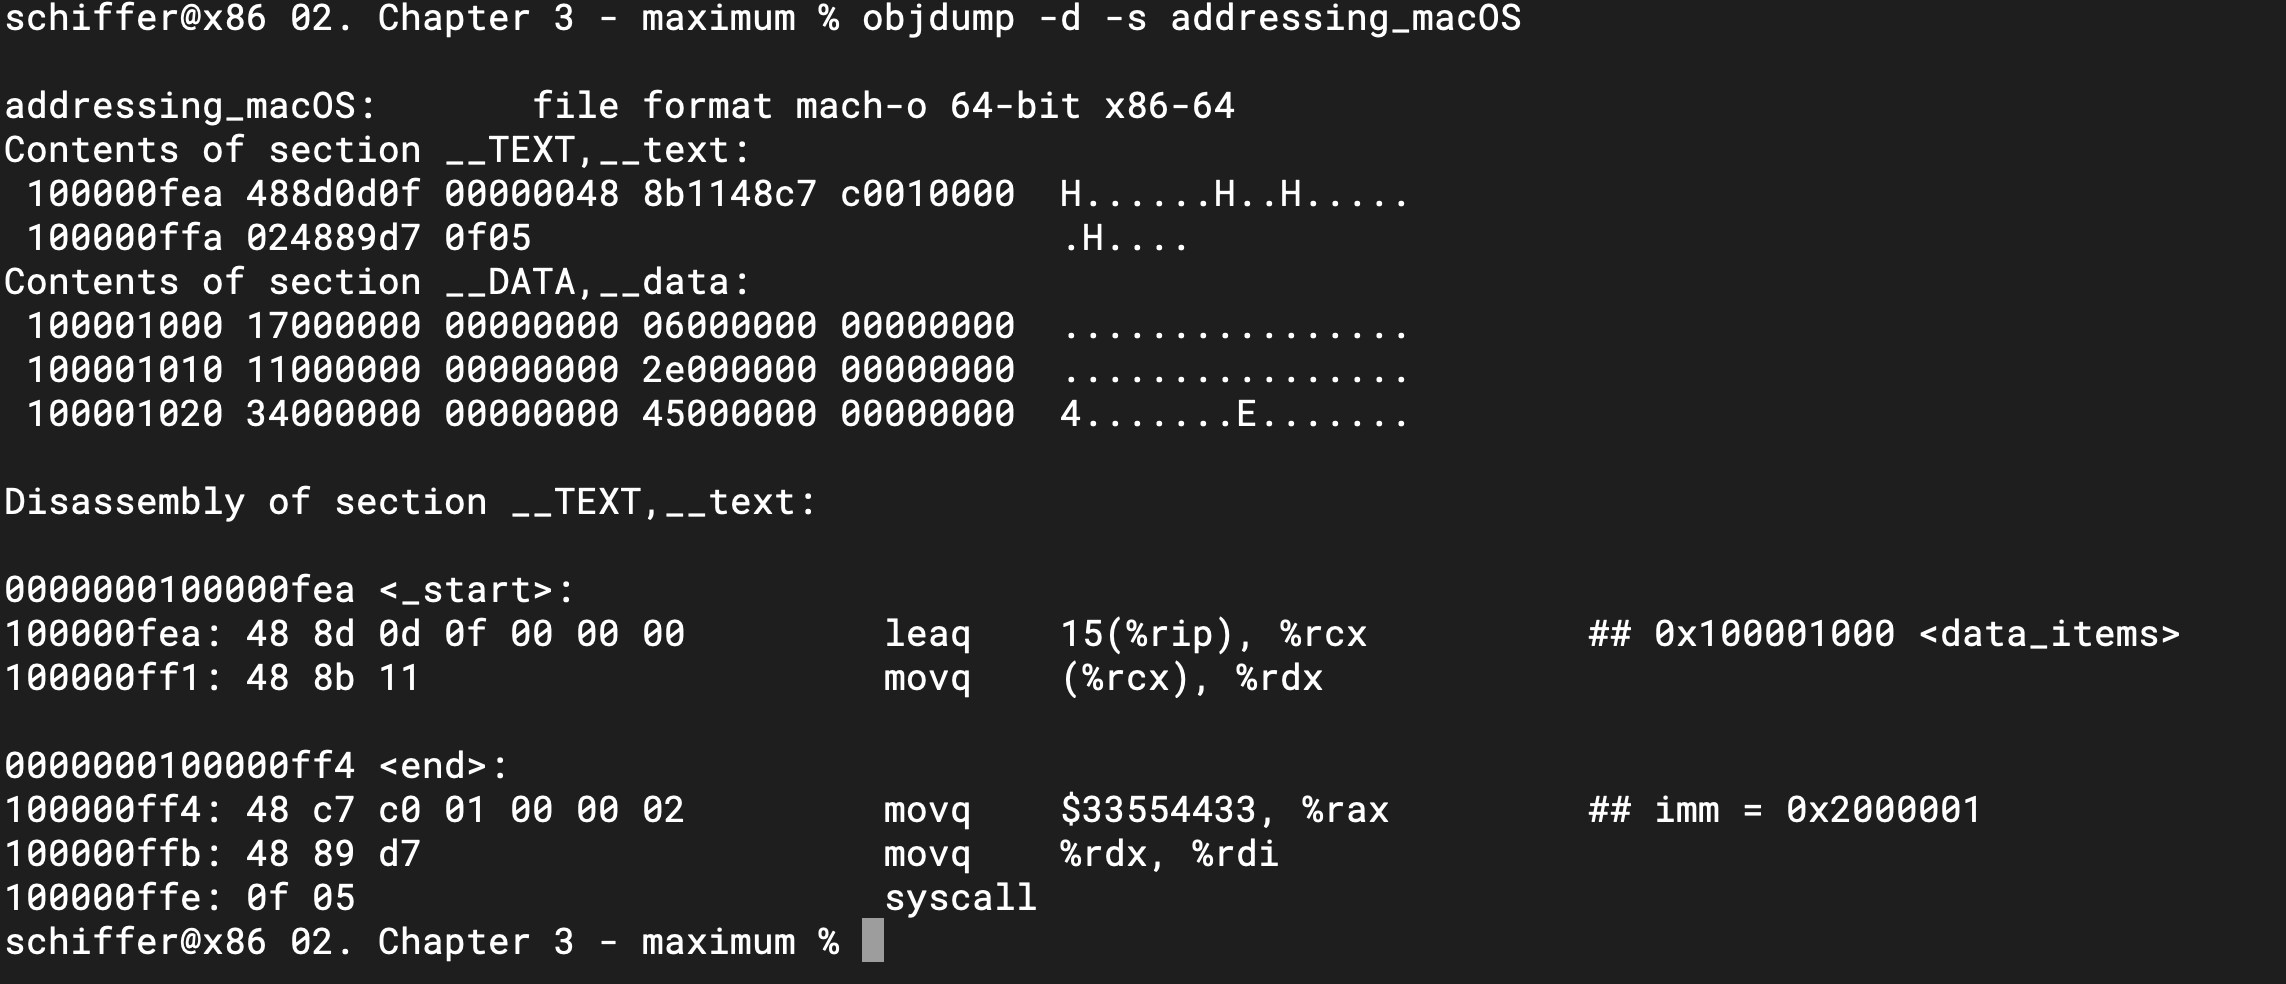 schiffer@x86 02. Chapter 3 - maximum % objdump -d -s addressing_macOS
addressing_macOS:       file format mach-o 64-bit x86-64
Contents of section __TEXT,__text:
 100000fea 488d0d0f 00000048 8b1148c7 c0010000  H......H..H.....
 100000ffa 024889d7 0f05                        .H....
Contents of section __DATA,__data:
 100001000 17000000 00000000 06000000 00000000  ................
 100001010 11000000 00000000 2e000000 00000000  ................
 100001020 34000000 00000000 45000000 00000000  4.......E.......
Disassembly of section __TEXT,__text:
0000000100000fea <_start>:
100000fea: 48 8d 0d 0f 00 00 00         leaq    15(%rip), %rcx          ## 0x100001000 <data_items>
100000ff1: 48 8b 11                     movq    (%rcx), %rdx
0000000100000ff4 <end>:
100000ff4: 48 c7 c0 01 00 00 02         movq    $33554433, %rax         ## imm = 0x2000001
100000ffb: 48 89 d7                     movq    %rdx, %rdi
100000ffe: 0f 05                        syscall
schiffer@x86 02. Chapter 3 - maximum %